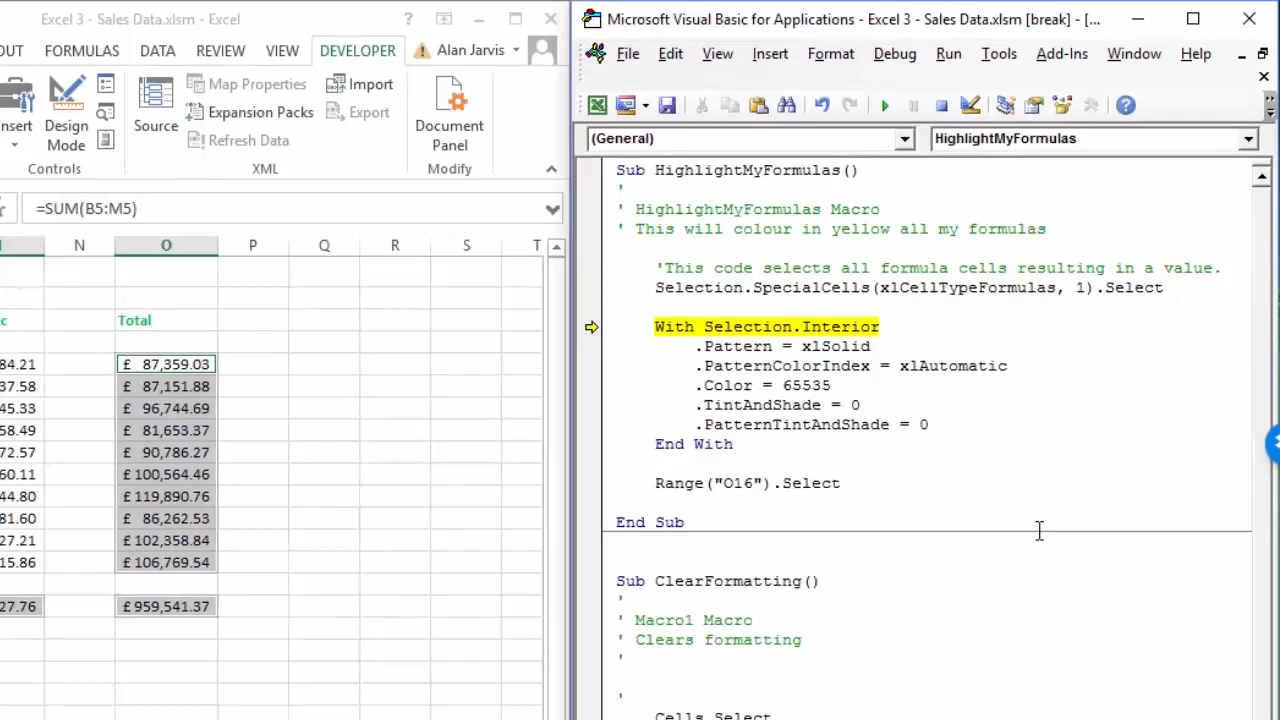 Excel 3 - Sales Data.xlsm - Excel
?
OUT FORMULAS DATA REVIEW VIEW DEVELOPER Alan Jarvis
Map Properties Import
Expansion Packs Export
Refresh Data
nsert Design Mode Source Document Panel
Controls XML Modify
=SUM(B5:M5)
N O P Q R S T
c Total
84.21 £ 87,359.03
37.58 £ 87,151.88
45.33 £ 96,744.69
58.49 £ 81,653.37
72.57 £ 90,786.27
60.11 £ 100,564.46
44.80 £ 119,890.76
81.60 £ 86,262.53
27.21 £ 102,358.84
15.86 £ 106,769.54
27.76 £ 959,541.37
Microsoft Visual Basic for Applications - Excel 3 - Sales Data.xlsm [break] - [...
File Edit View Insert Format Debug Run Tools Add-Ins Window Help
(General) HighlightMyFormulas
Sub HighlightMyFormulas()
'
' HighlightMyFormulas Macro
' This will colour in yellow all my formulas
'This code selects all formula cells resulting in a value.
Selection.SpecialCells(xlCellTypeFormulas, 1).Select
With Selection.Interior
.Pattern = xlSolid
.PatternColorIndex = xlAutomatic
.Color = 65535
.TintAndShade = 0
.PatternTintAndShade = 0
End With
Range("O16").Select
End Sub
Sub ClearFormatting()
'
' Macro1 Macro
' Clears formatting
'
'
Cells.Select